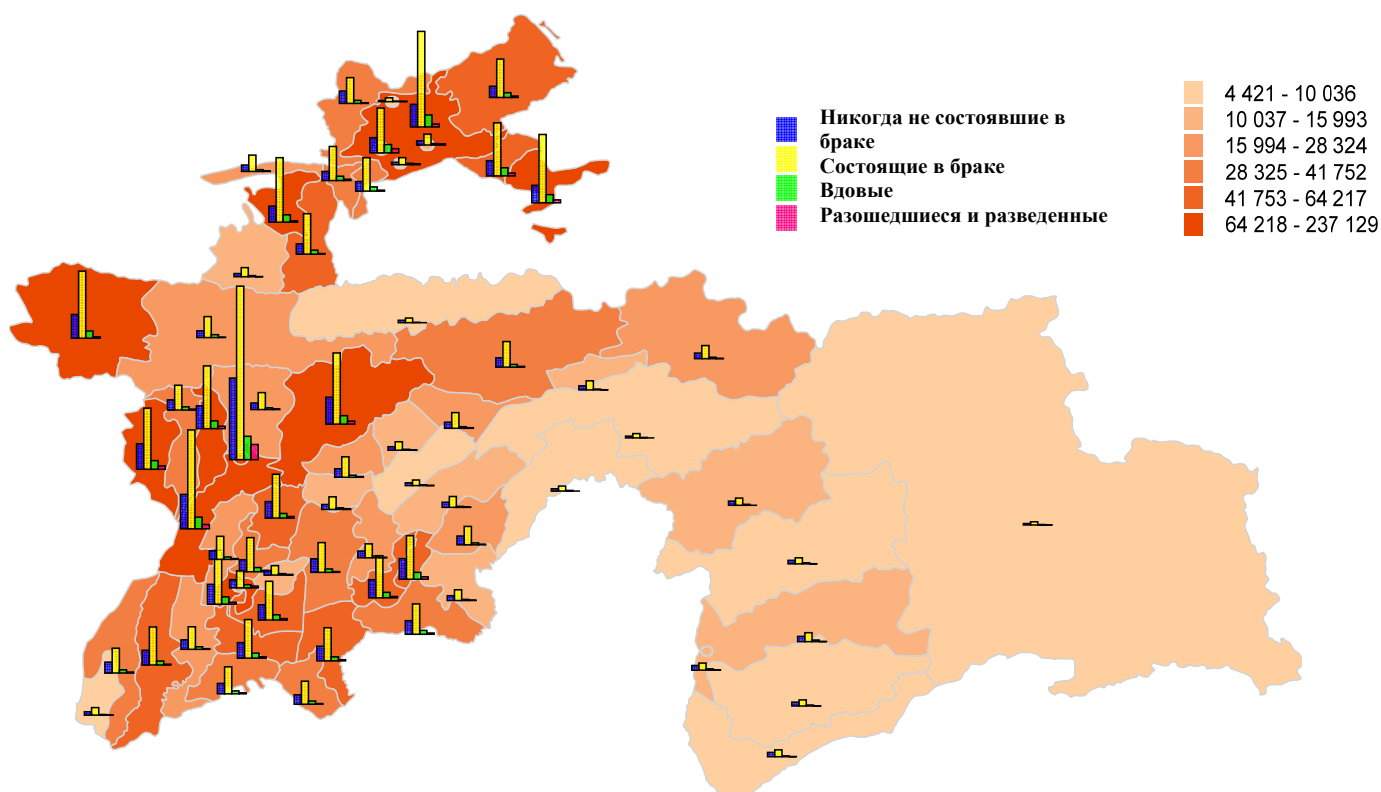 Никогда не состоявшие в
браке
Состоящие в браке
Вдовые
Разошедшиеся и разведенные
4 421 - 10 036
10 037 - 15 993
15 994 - 28 324
28 325 - 41 752
41 753 - 64 217
64 218 - 237 129